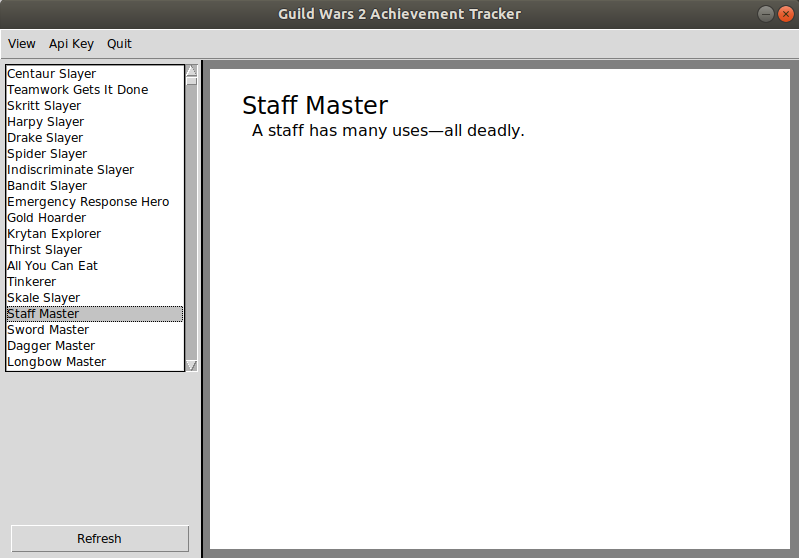 Guild Wars 2 Achievement Tracker
View Api Key Quit
Centaur Slayer
Teamwork Gets It Done
Skritt Slayer
Harpy Slayer
Drake Slayer
Spider Slayer
Indiscriminate Slayer
Bandit Slayer
Emergency Response Hero
Gold Hoarder
Krytan Explorer
Thirst Slayer
All You Can Eat
Tinkerer
Skale Slayer
Staff Master
Sword Master
Dagger Master
Longbow Master
Refresh
Staff Master
A staff has many uses—all deadly.